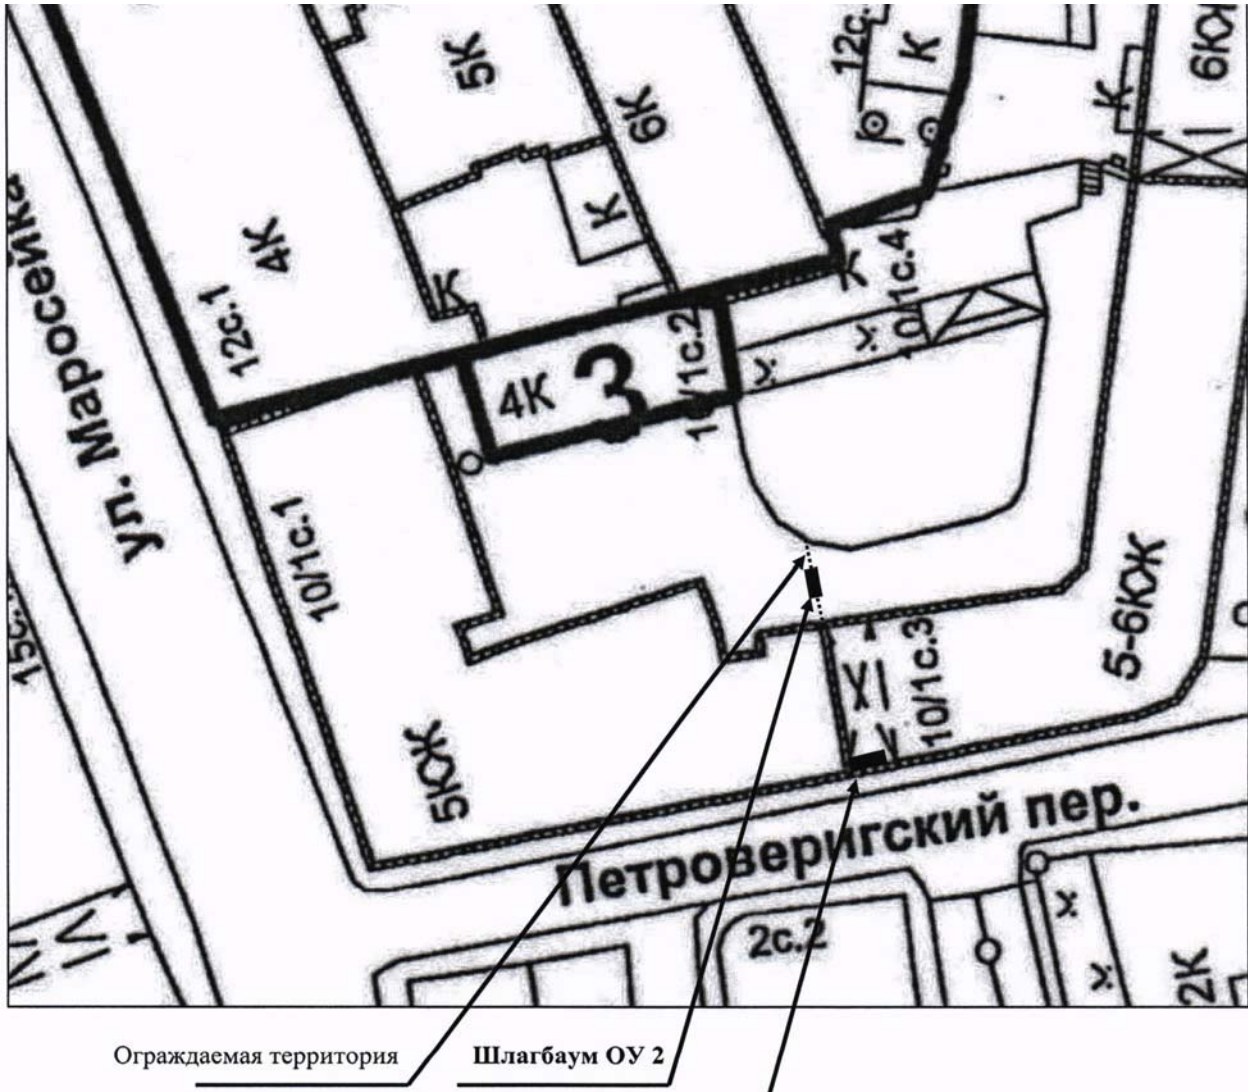 5К
6К
12с.
К
К
6КЖ
К
4К
К
12с.1
К
К
10/1с.4
10/1с.2
4К
3
ул. Маросейка
10/1с.1
5-6КЖ
15с.
XI
10/1с.3
5КЖ
Петроверигский пер.
2с.2
2К
Ограждаемая территория
Шлагбаум ОУ 2